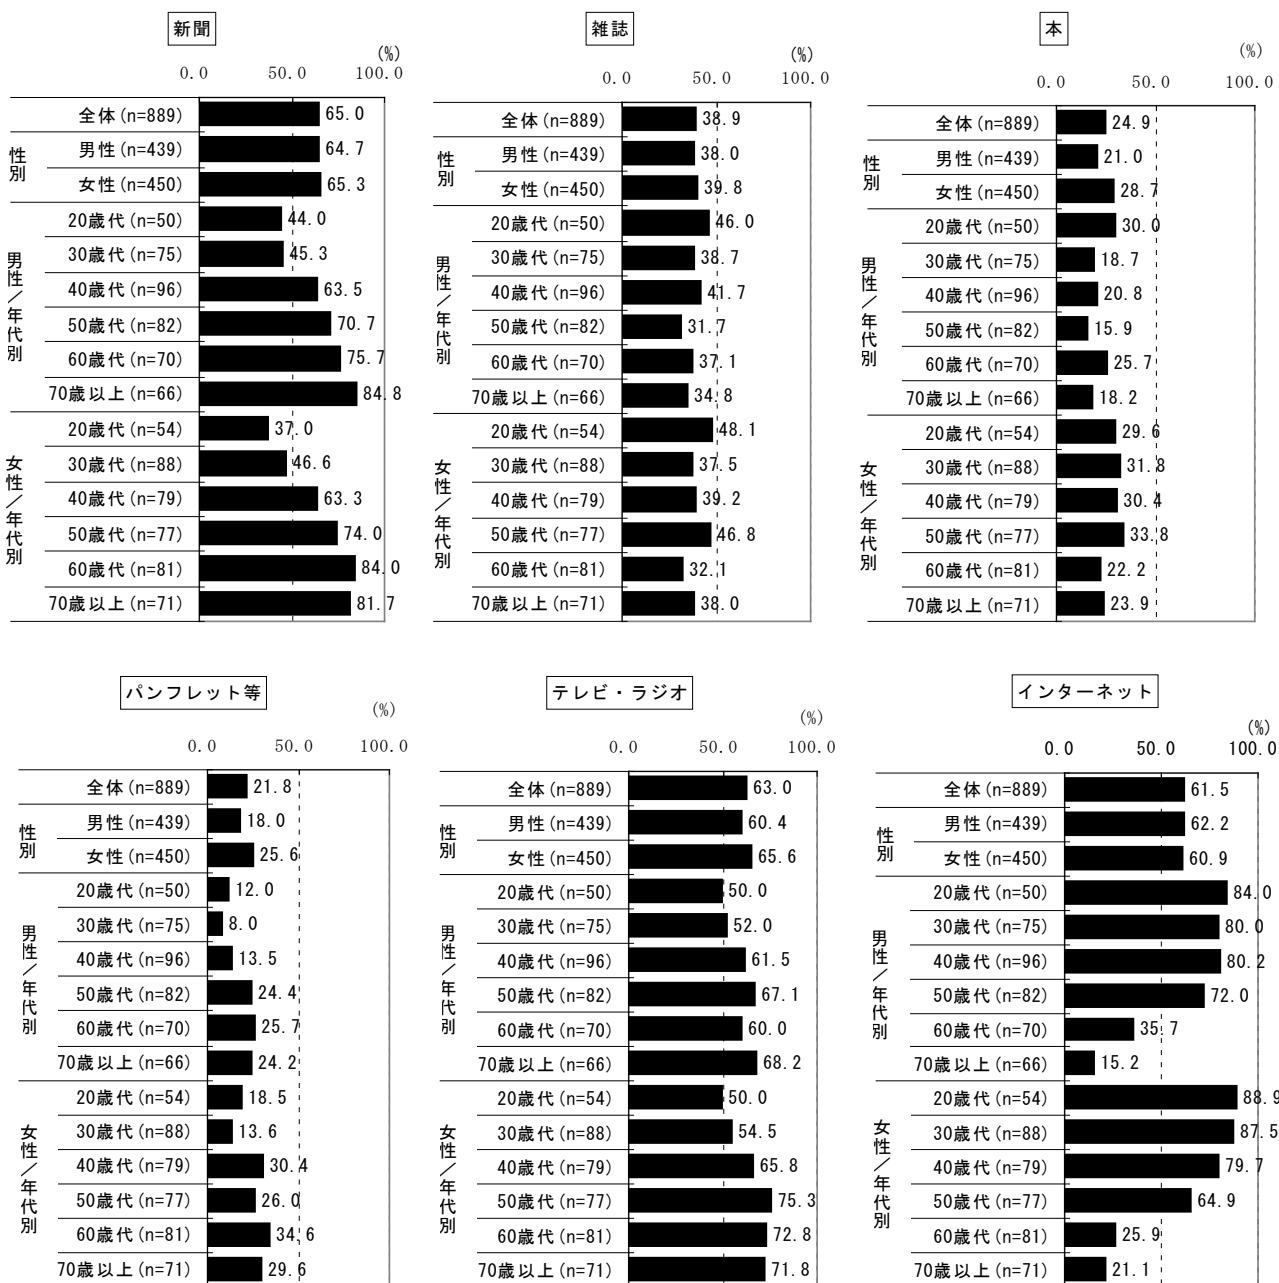 新聞
(%)
0.0 50.0 100.0
全体(n=889) 65.0
性別
男性(n=439) 64.7
女性(n=450) 65.3
男性/年代別
20歳代(n=50) 44.0
30歳代(n=75) 45.3
40歳代(n=96) 63.5
50歳代(n=82) 70.7
60歳代(n=70) 75.7
70歳以上(n=66) 84.8
女性/年代別
20歳代(n=54) 37.0
30歳代(n=88) 46.6
40歳代(n=79) 63.3
50歳代(n=77) 74.0
60歳代(n=81) 84.0
70歳以上(n=71) 81.7
雑誌
(%)
0.0 50.0 100.0
全体(n=889) 38.9
性別
男性(n=439) 38.0
女性(n=450) 39.8
男性/年代別
20歳代(n=50) 46.0
30歳代(n=75) 38.7
40歳代(n=96) 41.7
50歳代(n=82) 31.7
60歳代(n=70) 37.1
70歳以上(n=66) 34.8
女性/年代別
20歳代(n=54) 48.1
30歳代(n=88) 37.5
40歳代(n=79) 39.2
50歳代(n=77) 46.8
60歳代(n=81) 32.1
70歳以上(n=71) 38.0
本
(%)
0.0 50.0 100.0
全体(n=889) 24.9
性別
男性(n=439) 21.0
女性(n=450) 28.7
男性/年代別
20歳代(n=50) 30.0
30歳代(n=75) 18.7
40歳代(n=96) 20.8
50歳代(n=82) 15.9
60歳代(n=70) 25.7
70歳以上(n=66) 18.2
女性/年代別
20歳代(n=54) 29.6
30歳代(n=88) 31.8
40歳代(n=79) 30.4
50歳代(n=77) 33.8
60歳代(n=81) 22.2
70歳以上(n=71) 23.9
パンフレット等
(%)
0.0 50.0 100.0
全体(n=889) 21.8
性別
男性(n=439) 18.0
女性(n=450) 25.6
男性/年代別
20歳代(n=50) 12.0
30歳代(n=75) 8.0
40歳代(n=96) 13.5
50歳代(n=82) 24.4
60歳代(n=70) 25.7
70歳以上(n=66) 24.2
女性/年代別
20歳代(n=54) 18.5
30歳代(n=88) 13.6
40歳代(n=79) 30.4
50歳代(n=77) 26.0
60歳代(n=81) 34.6
70歳以上(n=71) 29.6
テレビ・ラジオ
(%)
0.0 50.0 100.0
全体(n=889) 63.0
性別
男性(n=439) 60.4
女性(n=450) 65.6
男性/年代別
20歳代(n=50) 50.0
30歳代(n=75) 52.0
40歳代(n=96) 61.5
50歳代(n=82) 67.1
60歳代(n=70) 60.0
70歳以上(n=66) 68.2
女性/年代別
20歳代(n=54) 50.0
30歳代(n=88) 54.5
40歳代(n=79) 65.8
50歳代(n=77) 75.3
60歳代(n=81) 72.8
70歳以上(n=71) 71.8
インターネット
(%)
0.0 50.0 100.0
全体(n=889) 61.5
性別
男性(n=439) 62.2
女性(n=450) 60.9
男性/年代別
20歳代(n=50) 84.0
30歳代(n=75) 80.0
40歳代(n=96) 80.2
50歳代(n=82) 72.0
60歳代(n=70) 35.7
70歳以上(n=66) 15.2
女性/年代別
20歳代(n=54) 88.9
30歳代(n=88) 87.5
40歳代(n=79) 79.7
50歳代(n=77) 64.9
60歳代(n=81) 25.9
70歳以上(n=71) 21.1